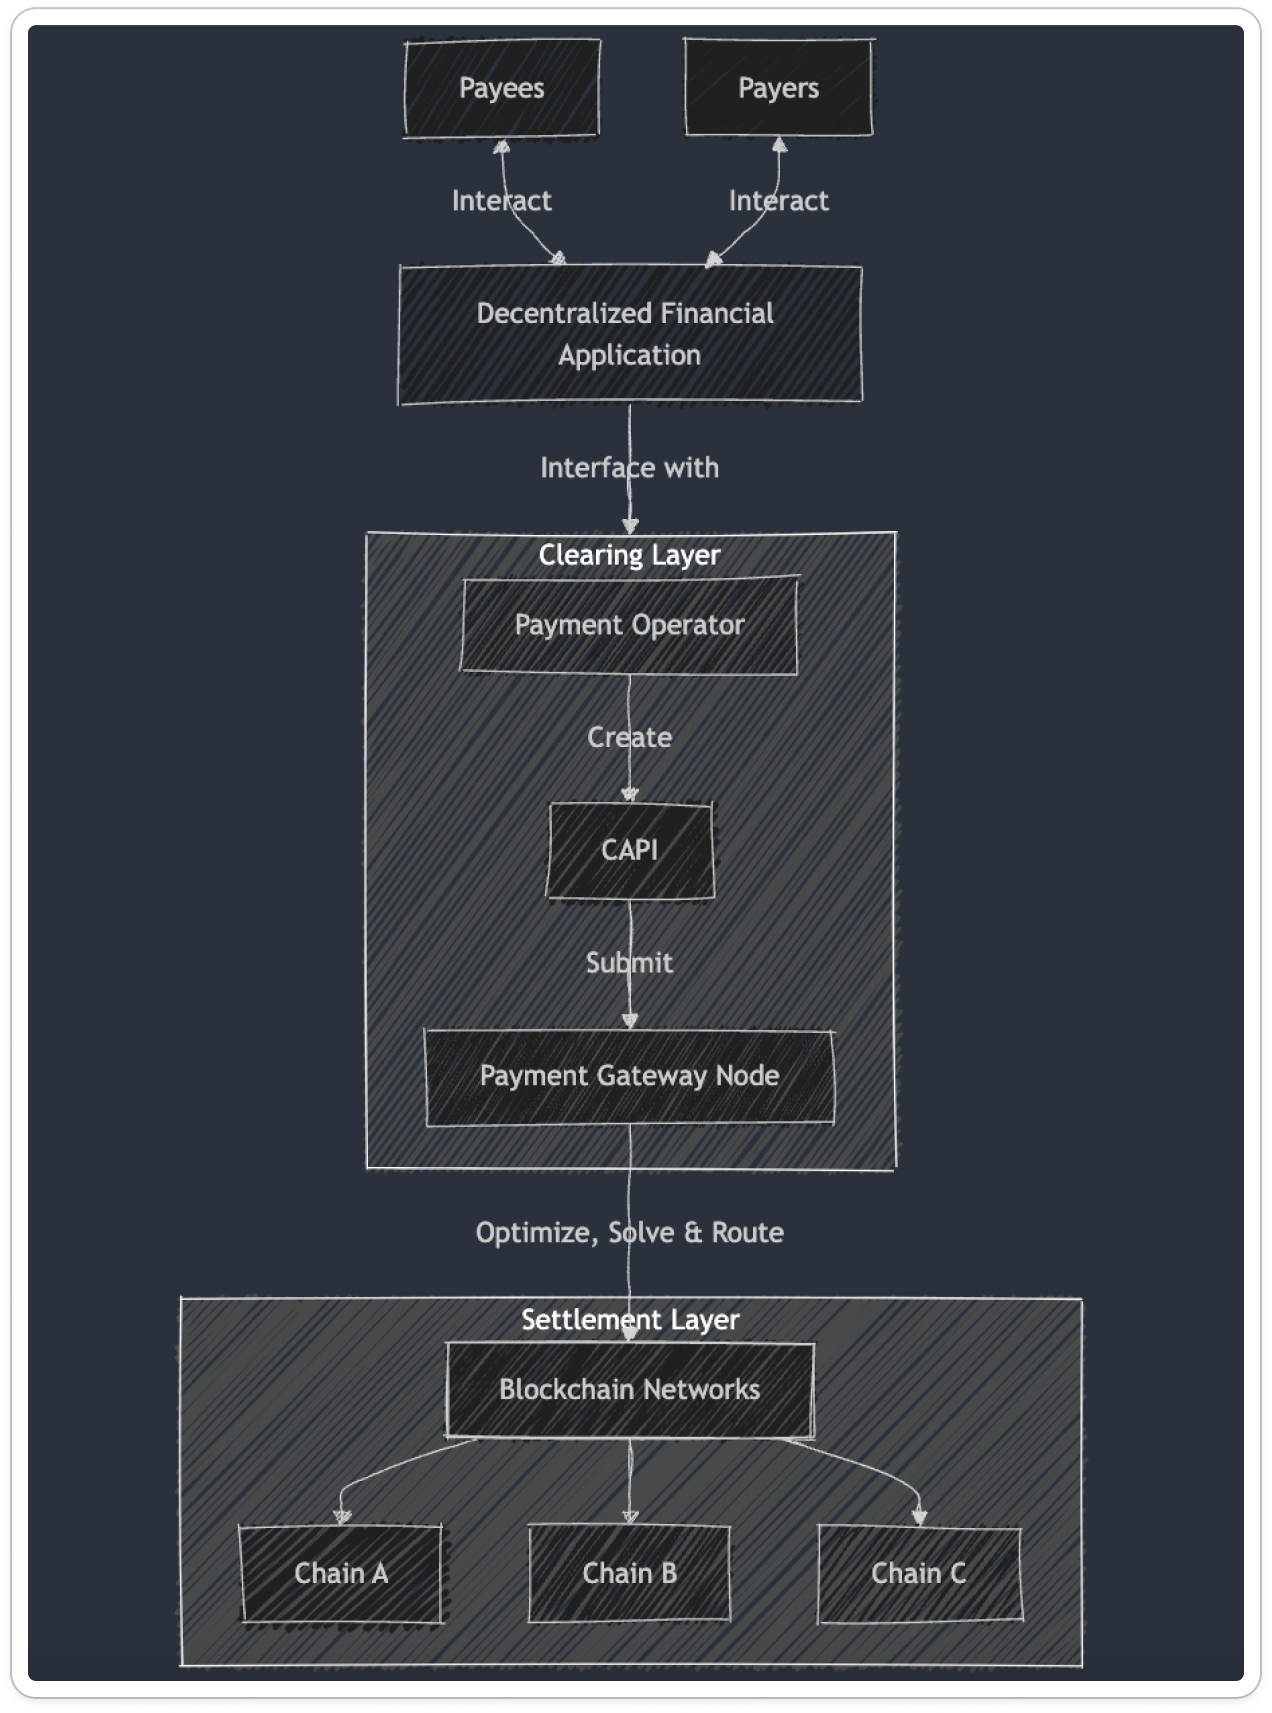 Payees
Payers
Interact
Interact
Decentralized Financial
Application
Interface with
Clearing Layer
Payment Operator
Create
CAPI
Submit
Payment Gateway Node
Optimize, Solve & Route
Settlement Layer
Blockchain Networks
Chain A
Chain B
Chain C